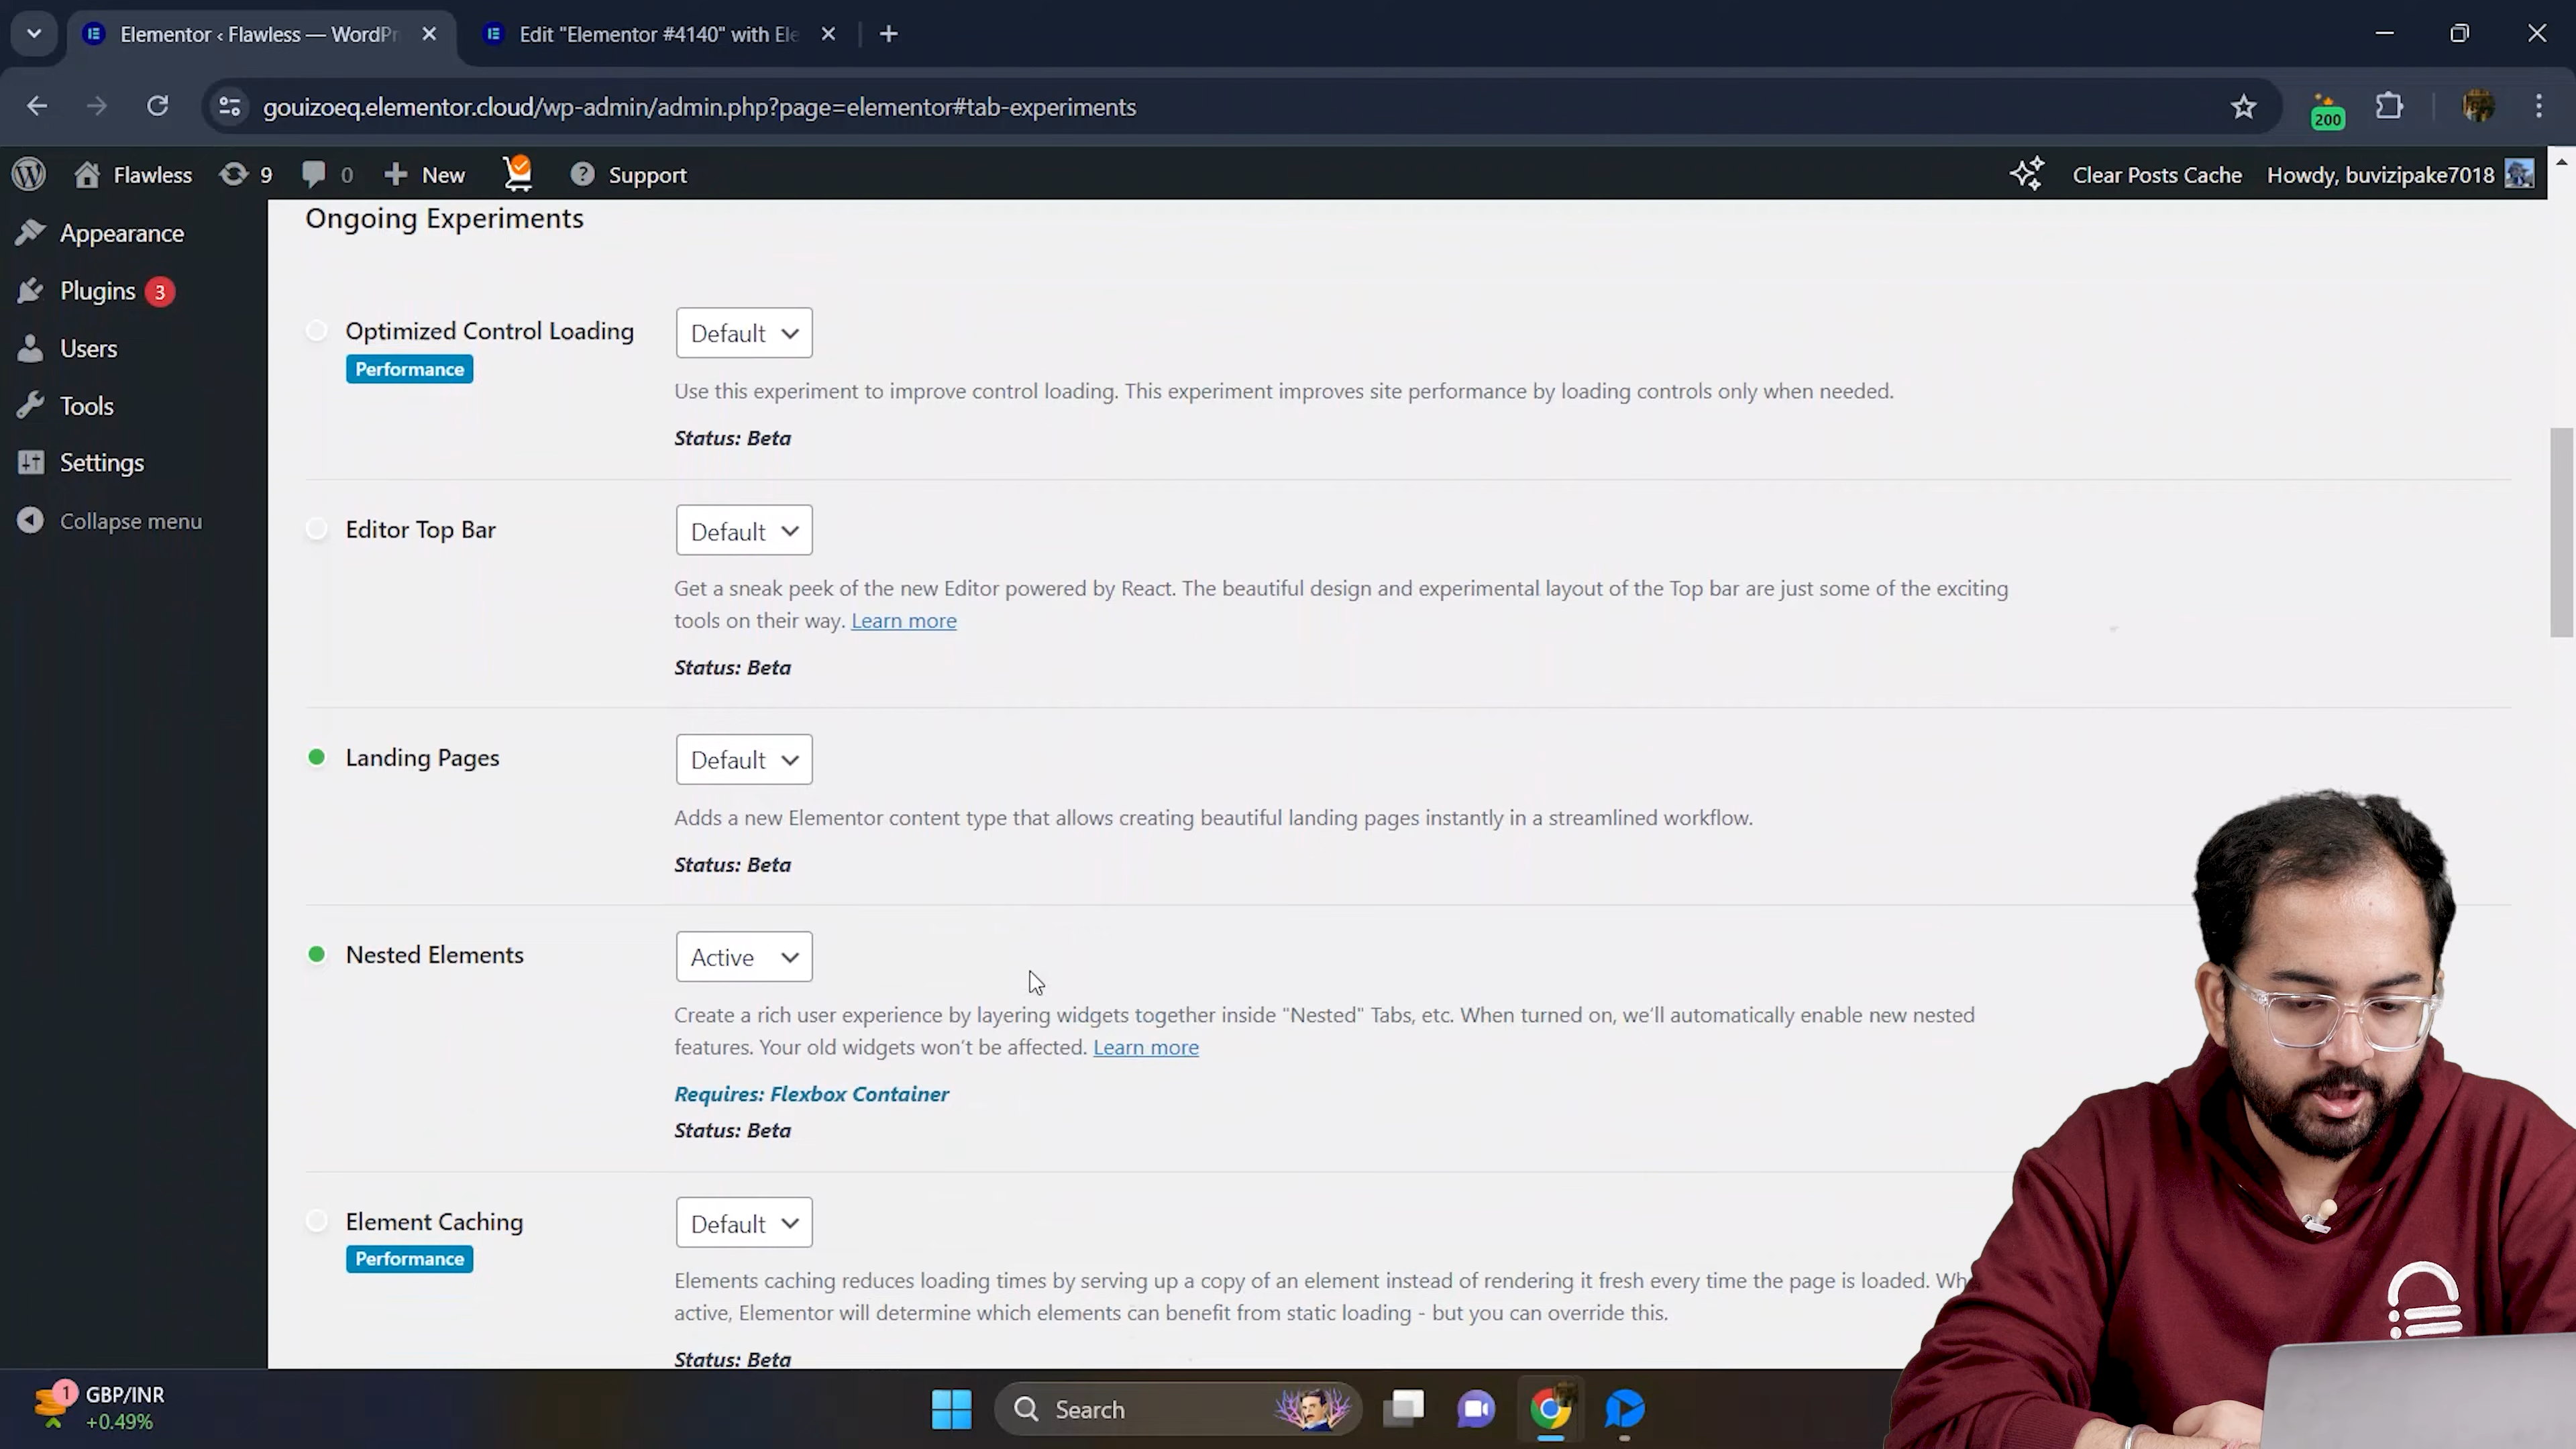 Elementor ‹ Flawless — WordPr
Edit "Elementor #4140" with Ele
gouizoeq.elementor.cloud/wp-admin/admin.php?page=elementor#tab-experiments
200
Flawless
9
0
New
Support
Clear Posts Cache
Howdy, buvizipake7018
Appearance
Plugins 3
Users
Tools
Settings
Collapse menu
Ongoing Experiments
Optimized Control Loading
Performance
Default
Use this experiment to improve control loading. This experiment improves site performance by loading controls only when needed.
Status: Beta
Editor Top Bar
Default
Get a sneak peek of the new Editor powered by React. The beautiful design and experimental layout of the Top bar are just some of the exciting
tools on their way. Learn more
Status: Beta
Landing Pages
Default
Adds a new Elementor content type that allows creating beautiful landing pages instantly in a streamlined workflow.
Status: Beta
Nested Elements
Active
Create a rich user experience by layering widgets together inside "Nested" Tabs, etc. When turned on, we’ll automatically enable new nested
features. Your old widgets won’t be affected. Learn more
Requires: Flexbox Container
Status: Beta
Element Caching
Performance
Default
Elements caching reduces loading times by serving up a copy of an element instead of rendering it fresh every time the page is loaded. Wh
active, Elementor will determine which elements can benefit from static loading - but you can override this.
Status: Beta
1
GBP/INR
+0.49%
Search